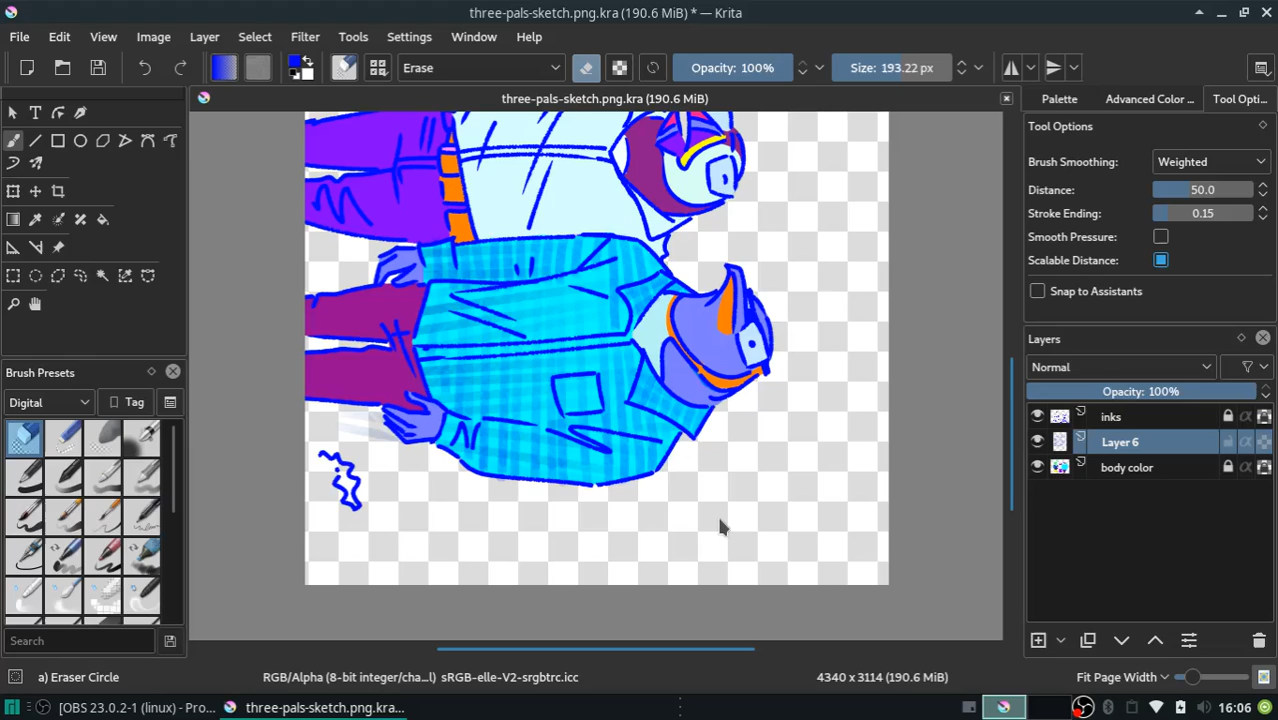 three-pals-sketch.png.kra (190.6 MiB) * — Krita
File Edit View Image Layer Select Filter Tools Settings Window Help
Erase Opacity: 100% Size: 193.22 px
three-pals-sketch.png.kra (190.6 MiB)
Palette Advanced Color ... Tool Opti...
Tool Options
Brush Smoothing: Weighted
Distance: 50.0
Stroke Ending: 0.15
Smooth Pressure:
Scalable Distance:
Snap to Assistants
Layers
Normal
Opacity: 100%
inks
Layer 6
body color
Brush Presets
Digital Tag
Search
a) Eraser Circle RGB/Alpha (8-bit integer/cha...l) sRGB-elle-V2-srgbtrc.icc 4340 x 3114 (190.6 MiB) Fit Page Width
[OBS 23.0.2-1 (linux) - Pro... three-pals-sketch.png.kra... 16:06